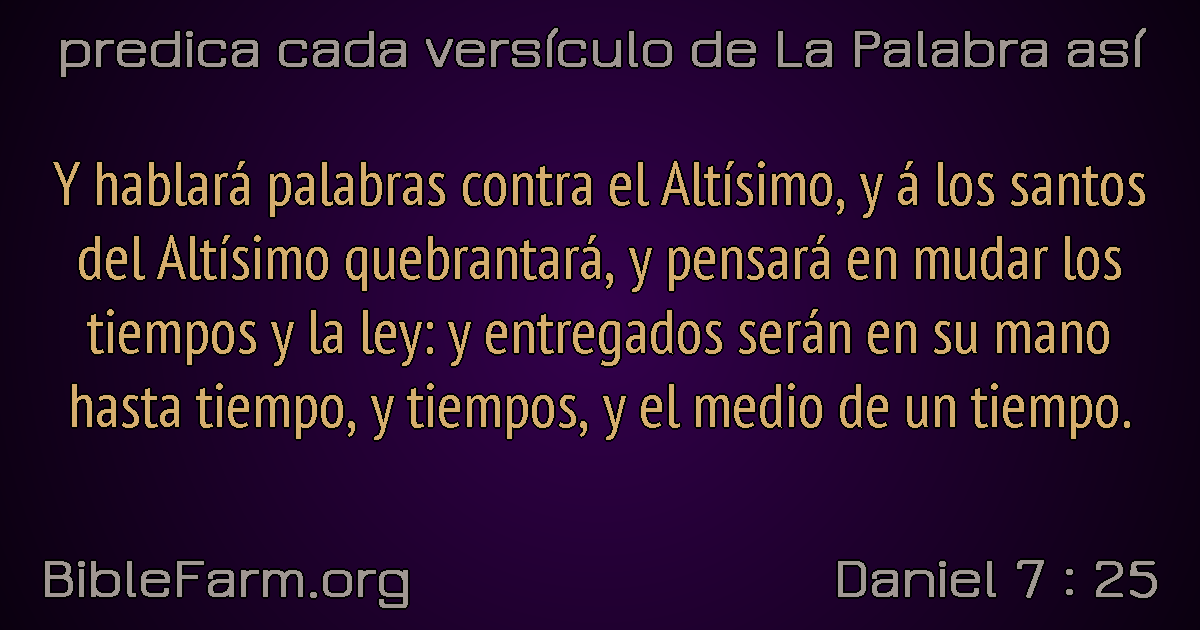 predica cada versículo de La Palabra así
Y hablará palabras contra el Altísimo, y á los santos
del Altísimo quebrantará, y pensará en mudar los
tiempos y la ley: y entregados serán en su mano
hasta tiempo, y tiempos, y el medio de un tiempo.
BibleFarm.org
Daniel 7 : 25